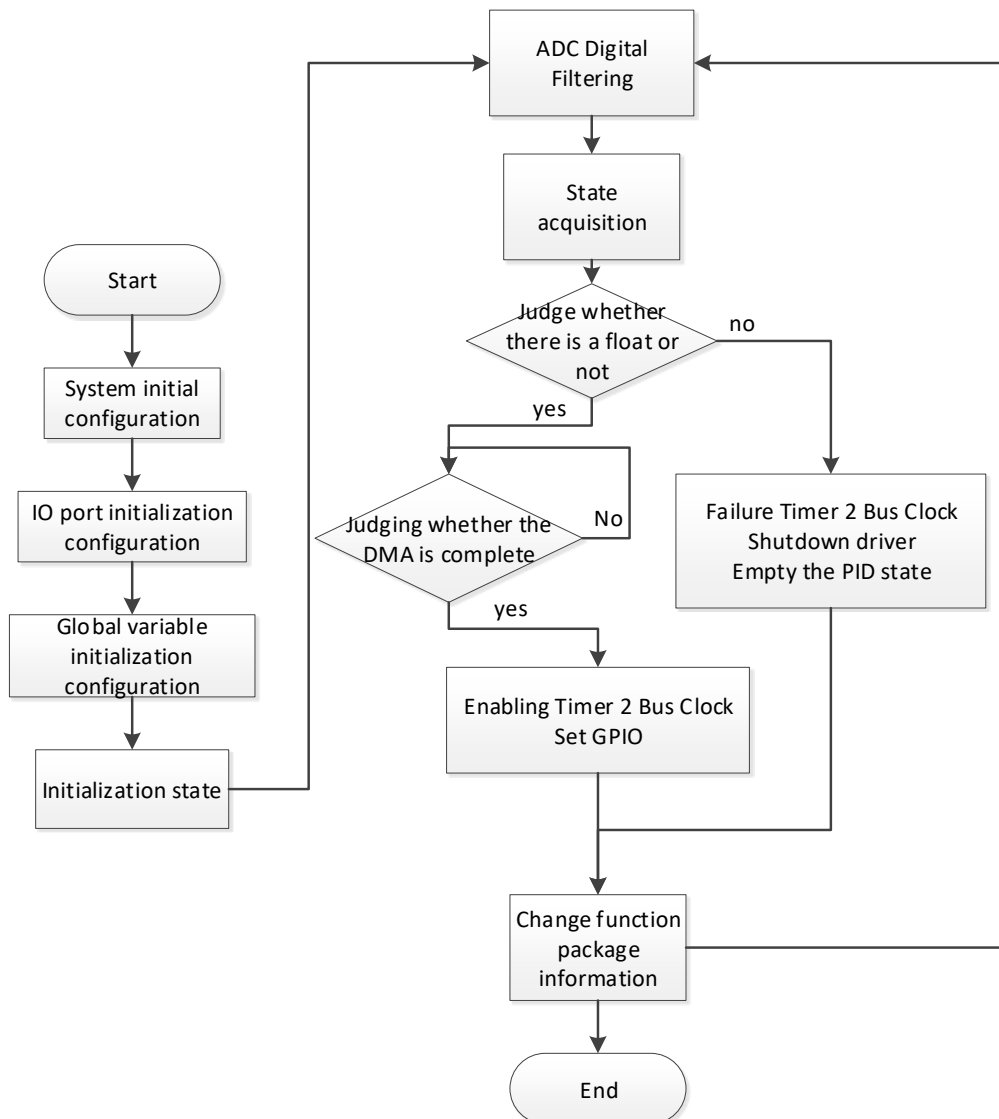 Start
System initial
configuration
IO port initialization
configuration
Global variable
initialization
configuration
Initialization state
ADC Digital
Filtering
State
acquisition
Judge whether
there is a float or
not
no
yes
Judging whether the
DMA is complete
No
yes
Failure Timer 2 Bus Clock
Shutdown driver
Empty the PID state
Enabling Timer 2 Bus Clock
Set GPIO
Change function
package
information
End